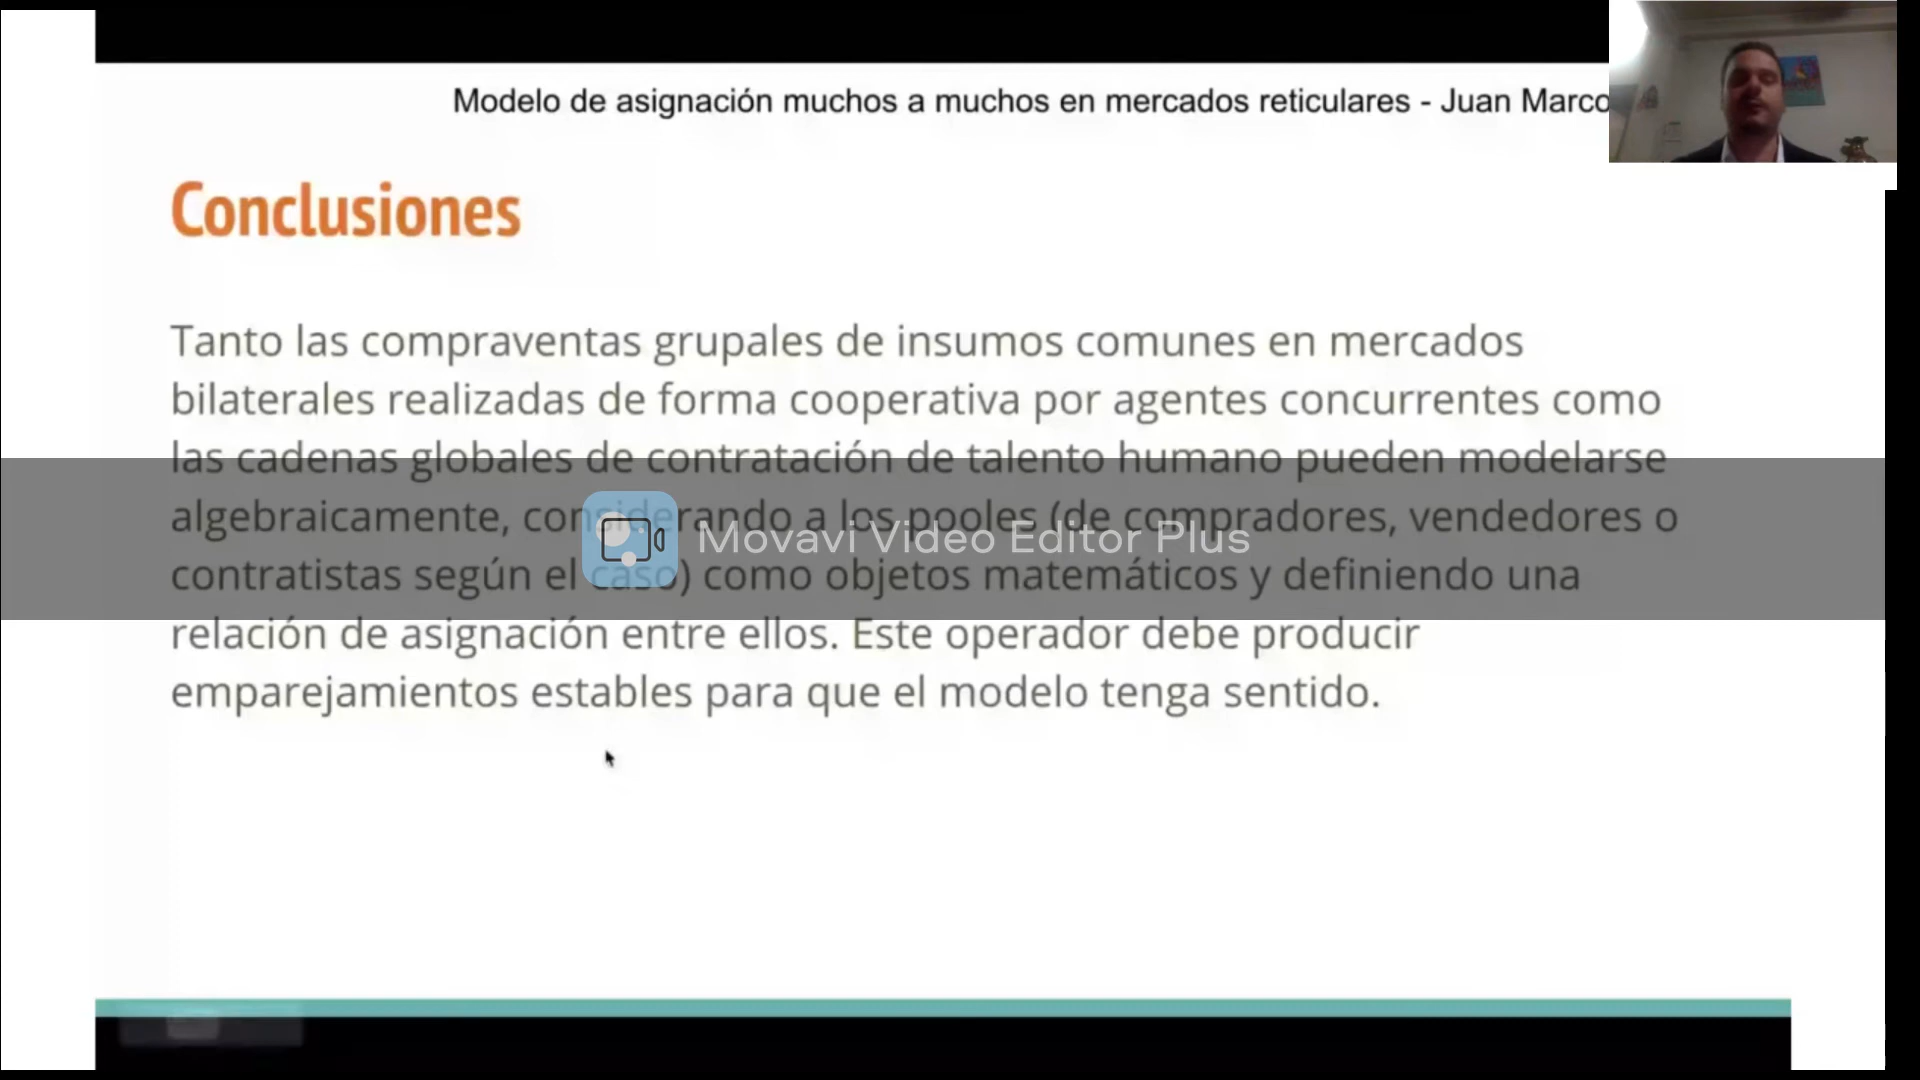 Modelo de asignación muchos a muchos en mercados reticulares - Juan Marco
Conclusiones
Tanto las compraventas grupales de insumos comunes en mercados
bilaterales realizadas de forma cooperativa por agentes concurrentes como
las cadenas globales de contratación de talento humano pueden modelarse
algebraicamente, considerando a los pooles (de compradores, vendedores o
contratistas según el caso) como objetos matemáticos y definiendo una
relación de asignación entre ellos. Este operador debe producir
emparejamientos estables para que el modelo tenga sentido.
Movavi Video Editor Plus